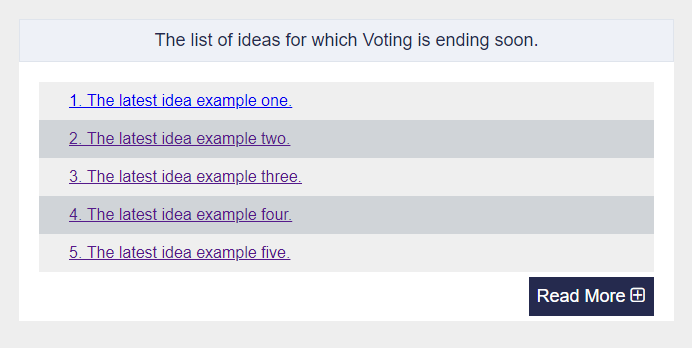 The list of ideas for which Voting is ending soon.
1. The latest idea example one.
2. The latest idea example two.
3. The latest idea example three.
4. The latest idea example four.
5. The latest idea example five.
Read More